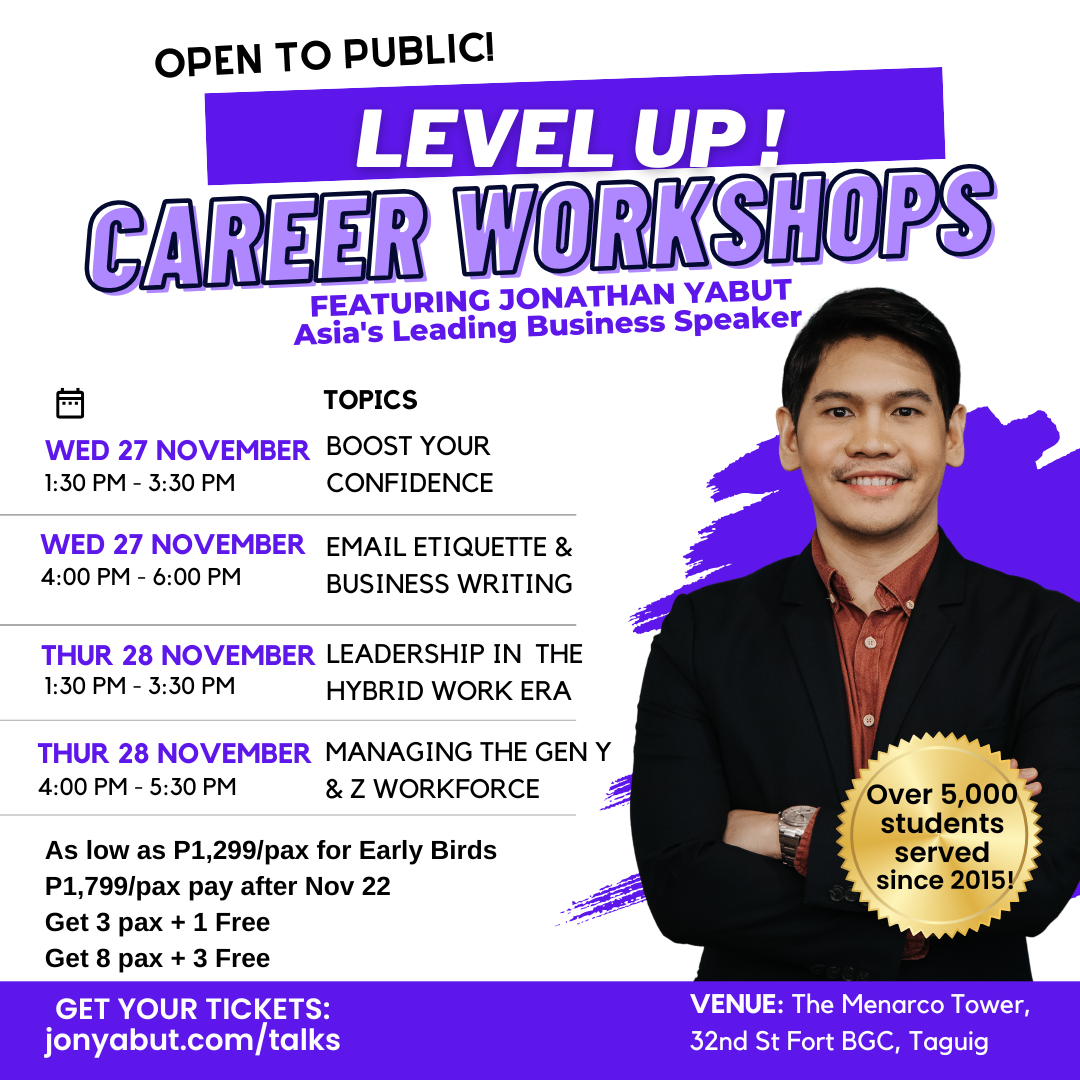 OPEN TO PUBLIC!
LEVEL UP !
CAREER WORKSHOPS
FEATURING JONATHAN YABUT
Asia's Leading Business Speaker
TOPICS
WED 27 NOVEMBER
1:30 PM - 3:30 PM
BOOST YOUR
CONFIDENCE
WED 27 NOVEMBER
4:00 PM - 6:00 PM
EMAIL ETIQUETTE &
BUSINESS WRITING
THUR 28 NOVEMBER
1:30 PM - 3:30 PM
LEADERSHIP IN THE
HYBRID WORK ERA
THUR 28 NOVEMBER
4:00 PM - 5:30 PM
MANAGING THE GEN Y
& Z WORKFORCE
Over 5,000
students
served
since 2015!
As low as P1,299/pax for Early Birds
P1,799/pax pay after Nov 22
Get 3 pax + 1 Free
Get 8 pax + 3 Free
GET YOUR TICKETS:
jonyabut.com/talks
VENUE: The Menarco Tower,
32nd St Fort BGC, Taguig